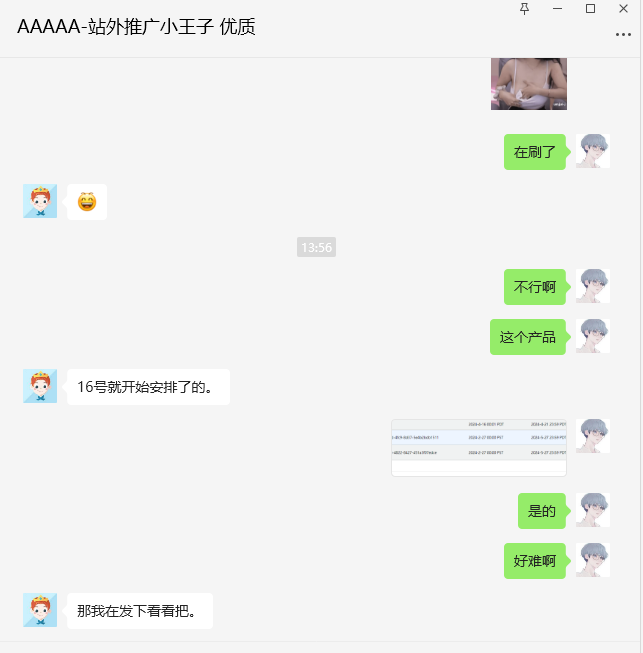 AAAAA-站外推广小王子 优质
在刷了
13:56
不行啊
这个产品
16号就开始安排了的。
是的
好难啊
那我在发下看看把。